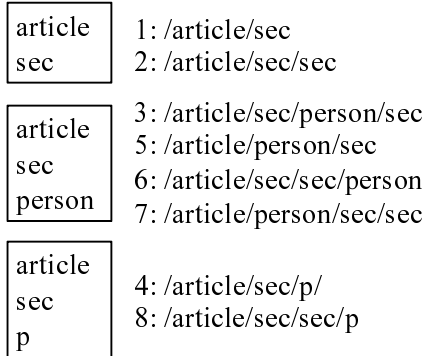 article
sec
1: /article/sec
2: /article/sec/sec
article
sec
person
3: /article/sec/person/sec
5: /article/person/sec
6: /article/sec/sec/person
7: /article/person/sec/sec
article
sec
p
4: /article/sec/p/
8: /article/sec/sec/p